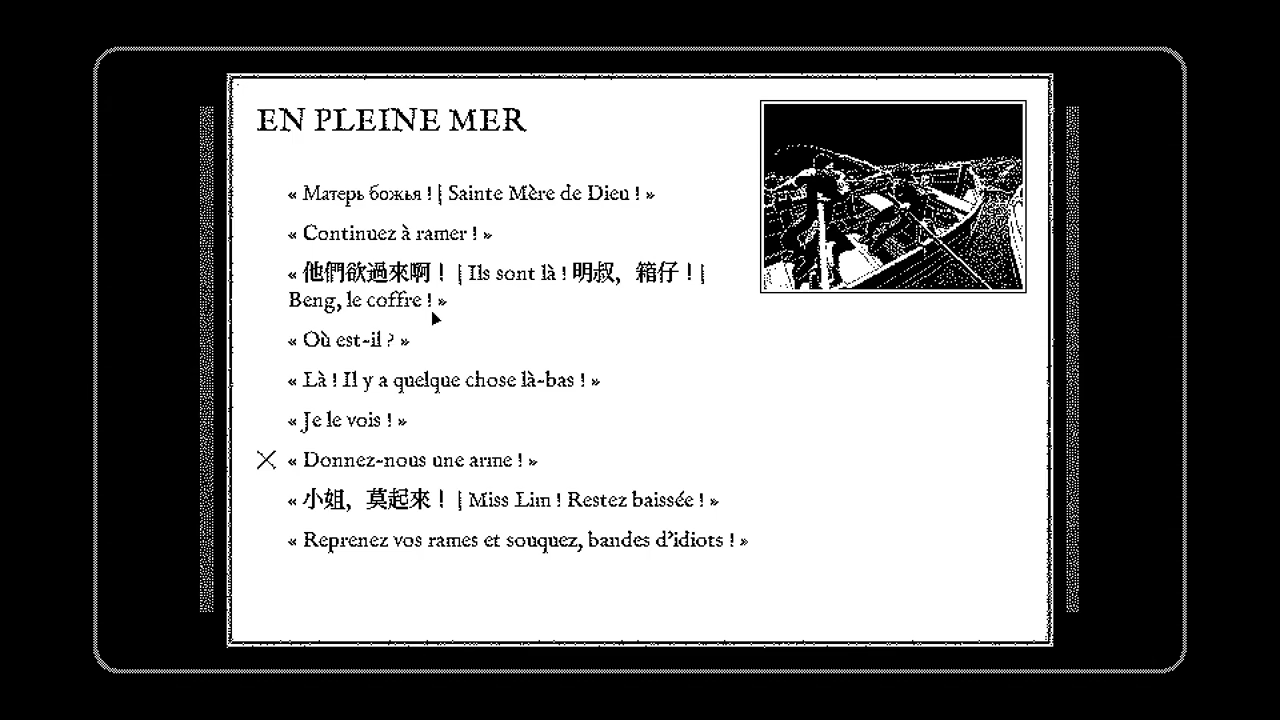 EN PLEINE MER
« Матерь божья ! | Sainte Mère de Dieu ! »
« Continuez à ramer ! »
« 他們欲過來啊！ | Ils sont là ! 明叔，箱仔！ |
Beng, le coffre ! »
« Où est-il ? »
« Là ! Il y a quelque chose là-bas ! »
« Je le vois ! »
« Donnez-nous une arme ! »
« 小姐，莫起來！ | Miss Lim ! Restez baissée ! »
« Reprenez vos rames et souquez, bandes d'idiots ! »